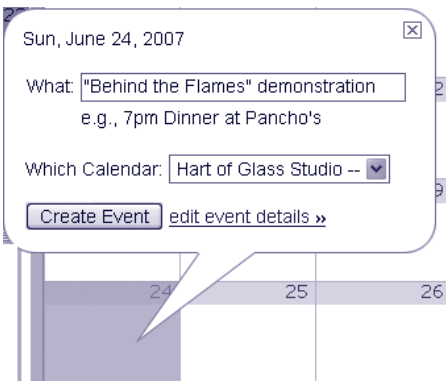 Sun, June 24, 2007
What: "Behind the Flames" demonstration
e.g., 7pm Dinner at Pancho's
Which Calendar: Hart of Glass Studio --
Create Event edit event details »
24 25 26